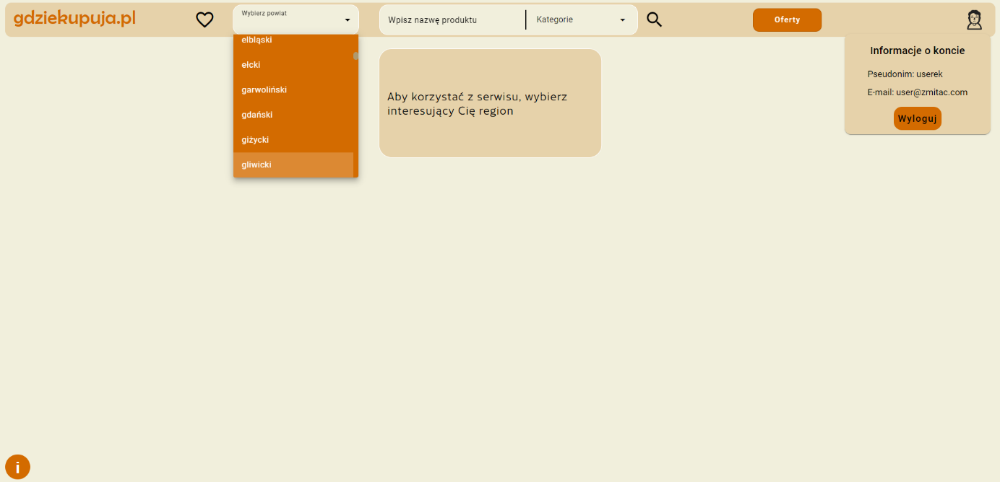 gdziekupuja.pl
Wybierz powiat
Wpisz nazwę produktu
Kategorie
Oferty
elbląski
ełcki
garwoliński
gdański
giżycki
gliwicki
Aby korzystać z serwisu, wybierz
interesujący Cię region
Informacje o koncie
Pseudonim: userek
E-mail: user@zmitac.com
Wyloguj
i